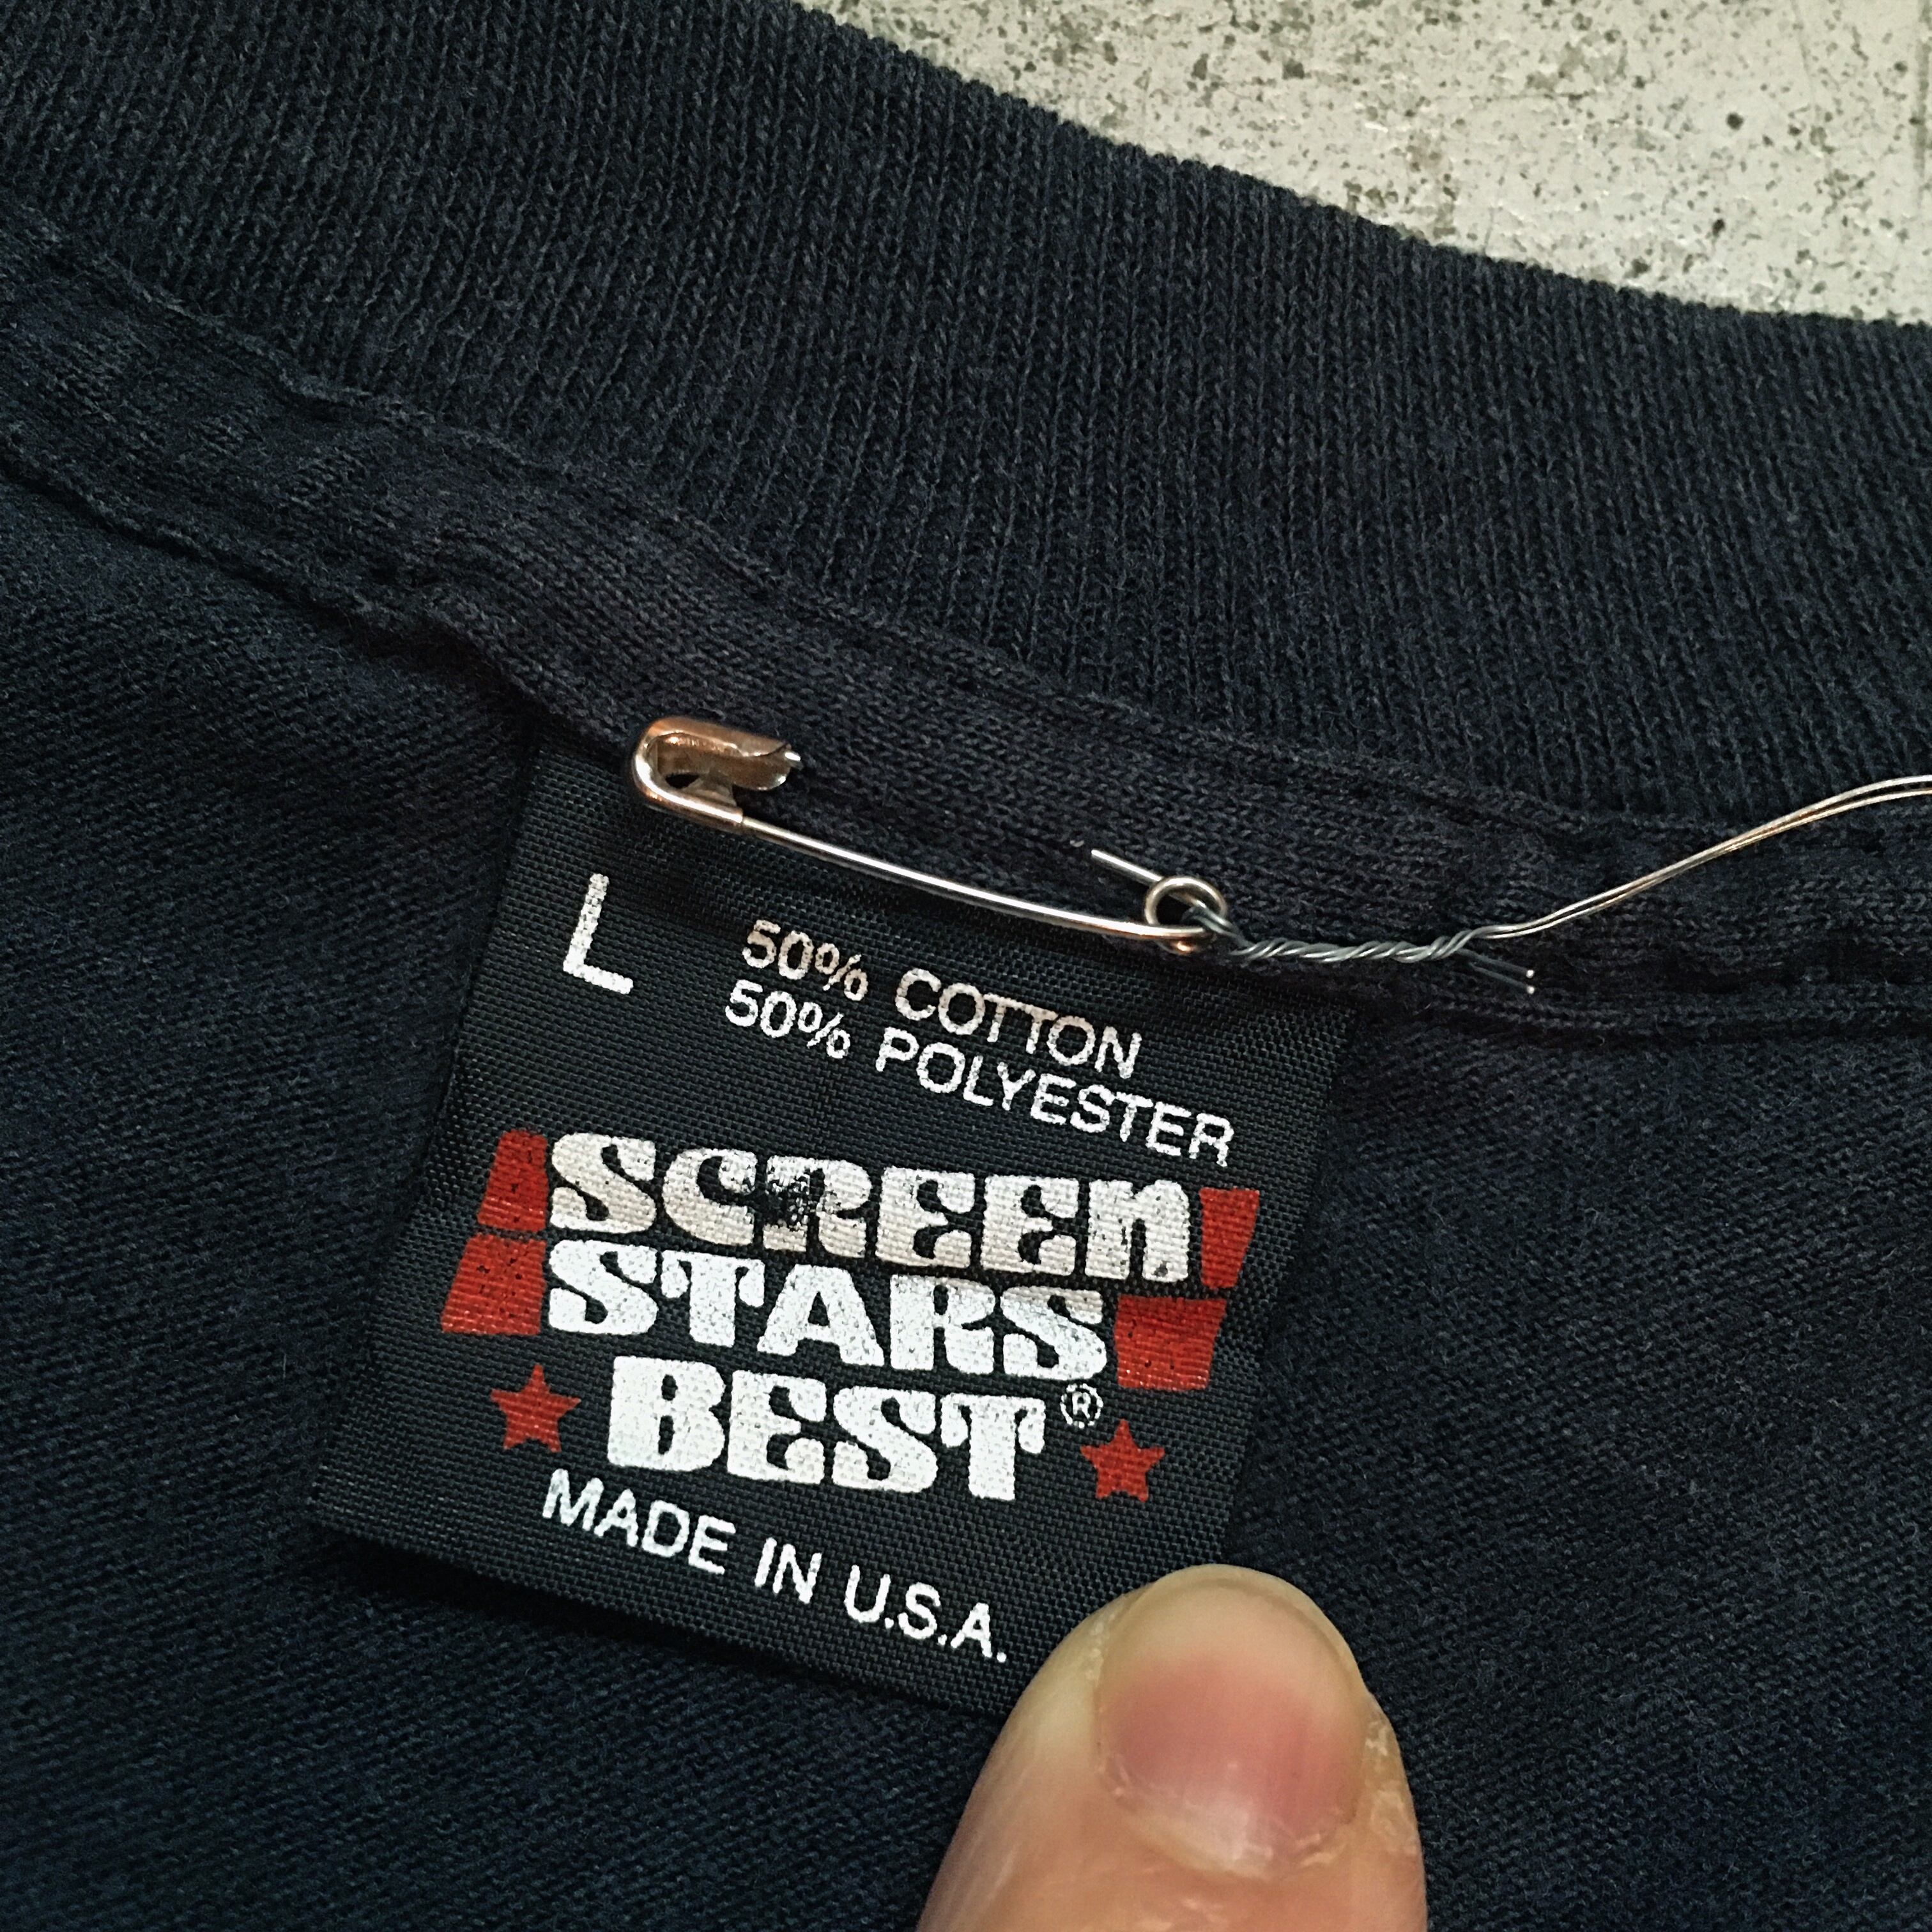 L
50% COTTON
50% POLYESTER
SCREEN
STARS
BEST®
MADE IN U.S.A.